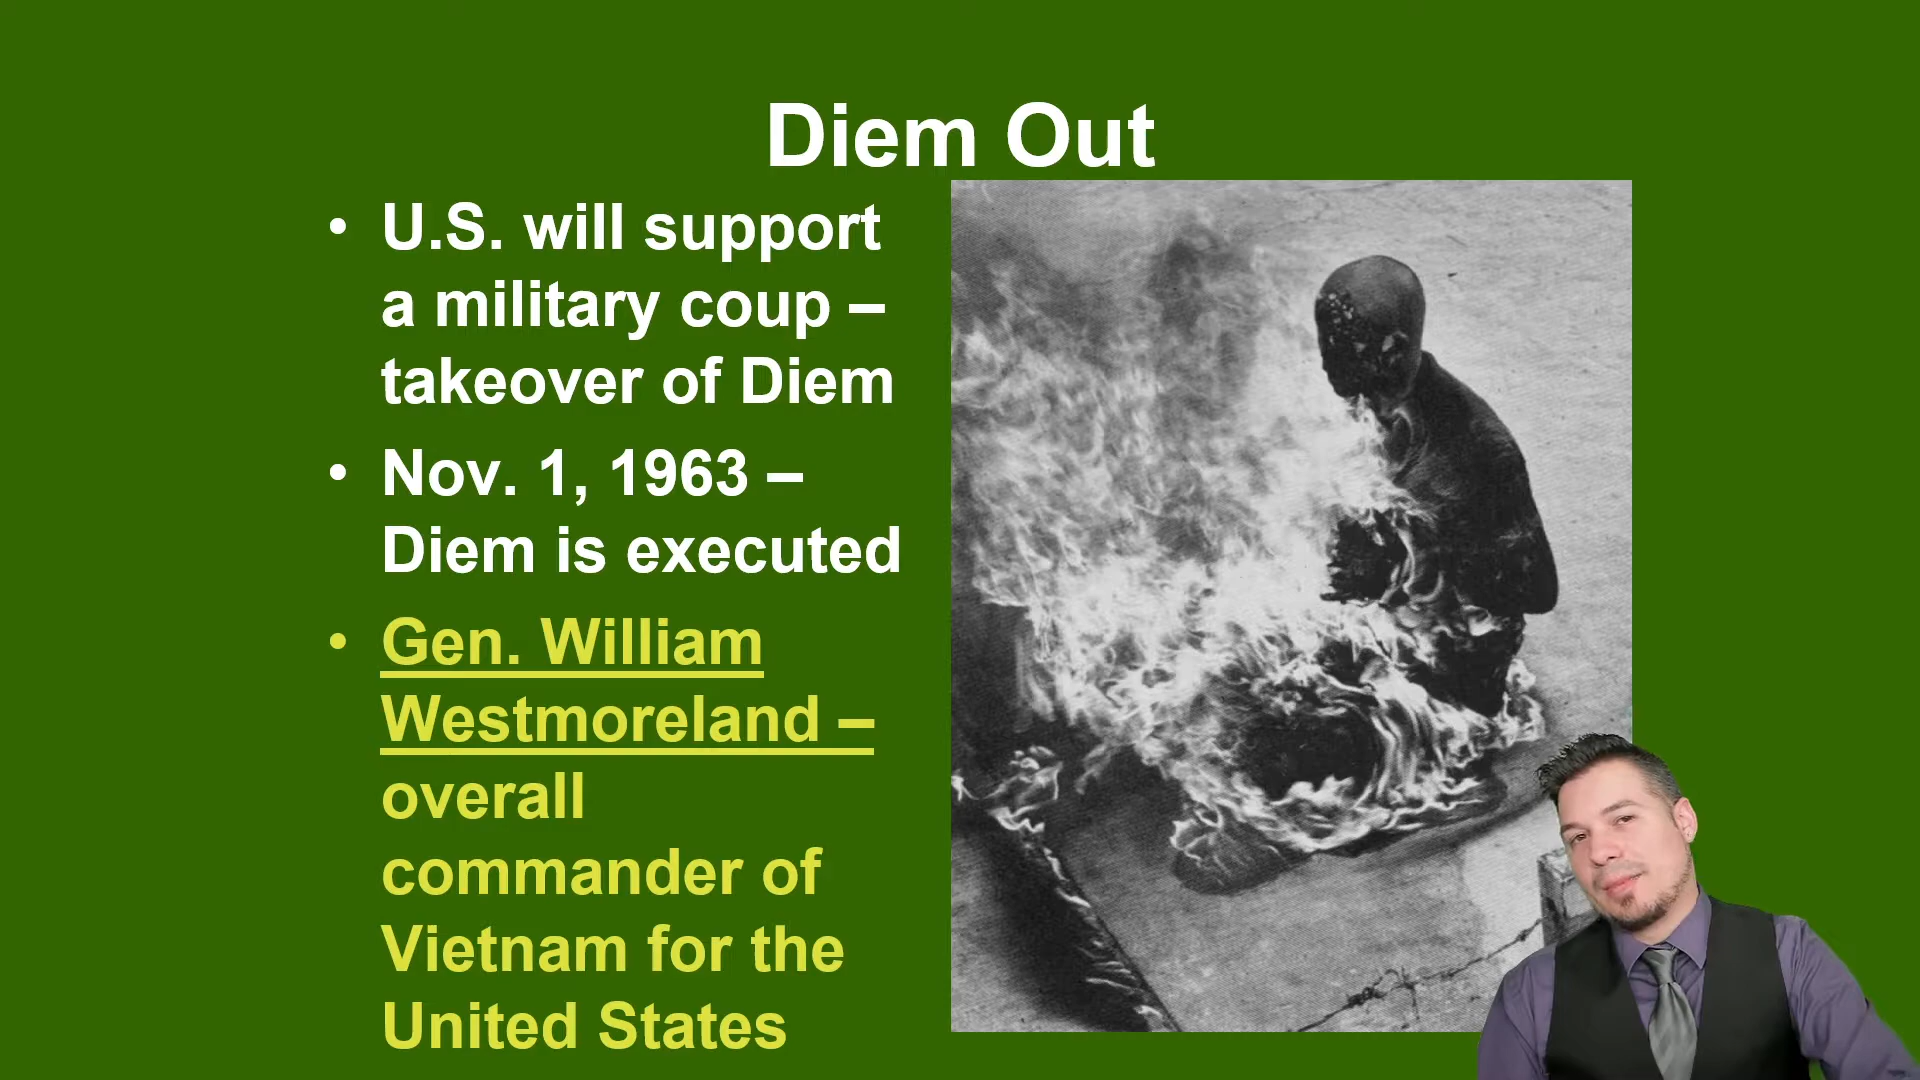 Diem Out
• U.S. will support
a military coup –
takeover of Diem
• Nov. 1, 1963 –
Diem is executed
• Gen. William
Westmoreland –
overall
commander of
Vietnam for the
United States